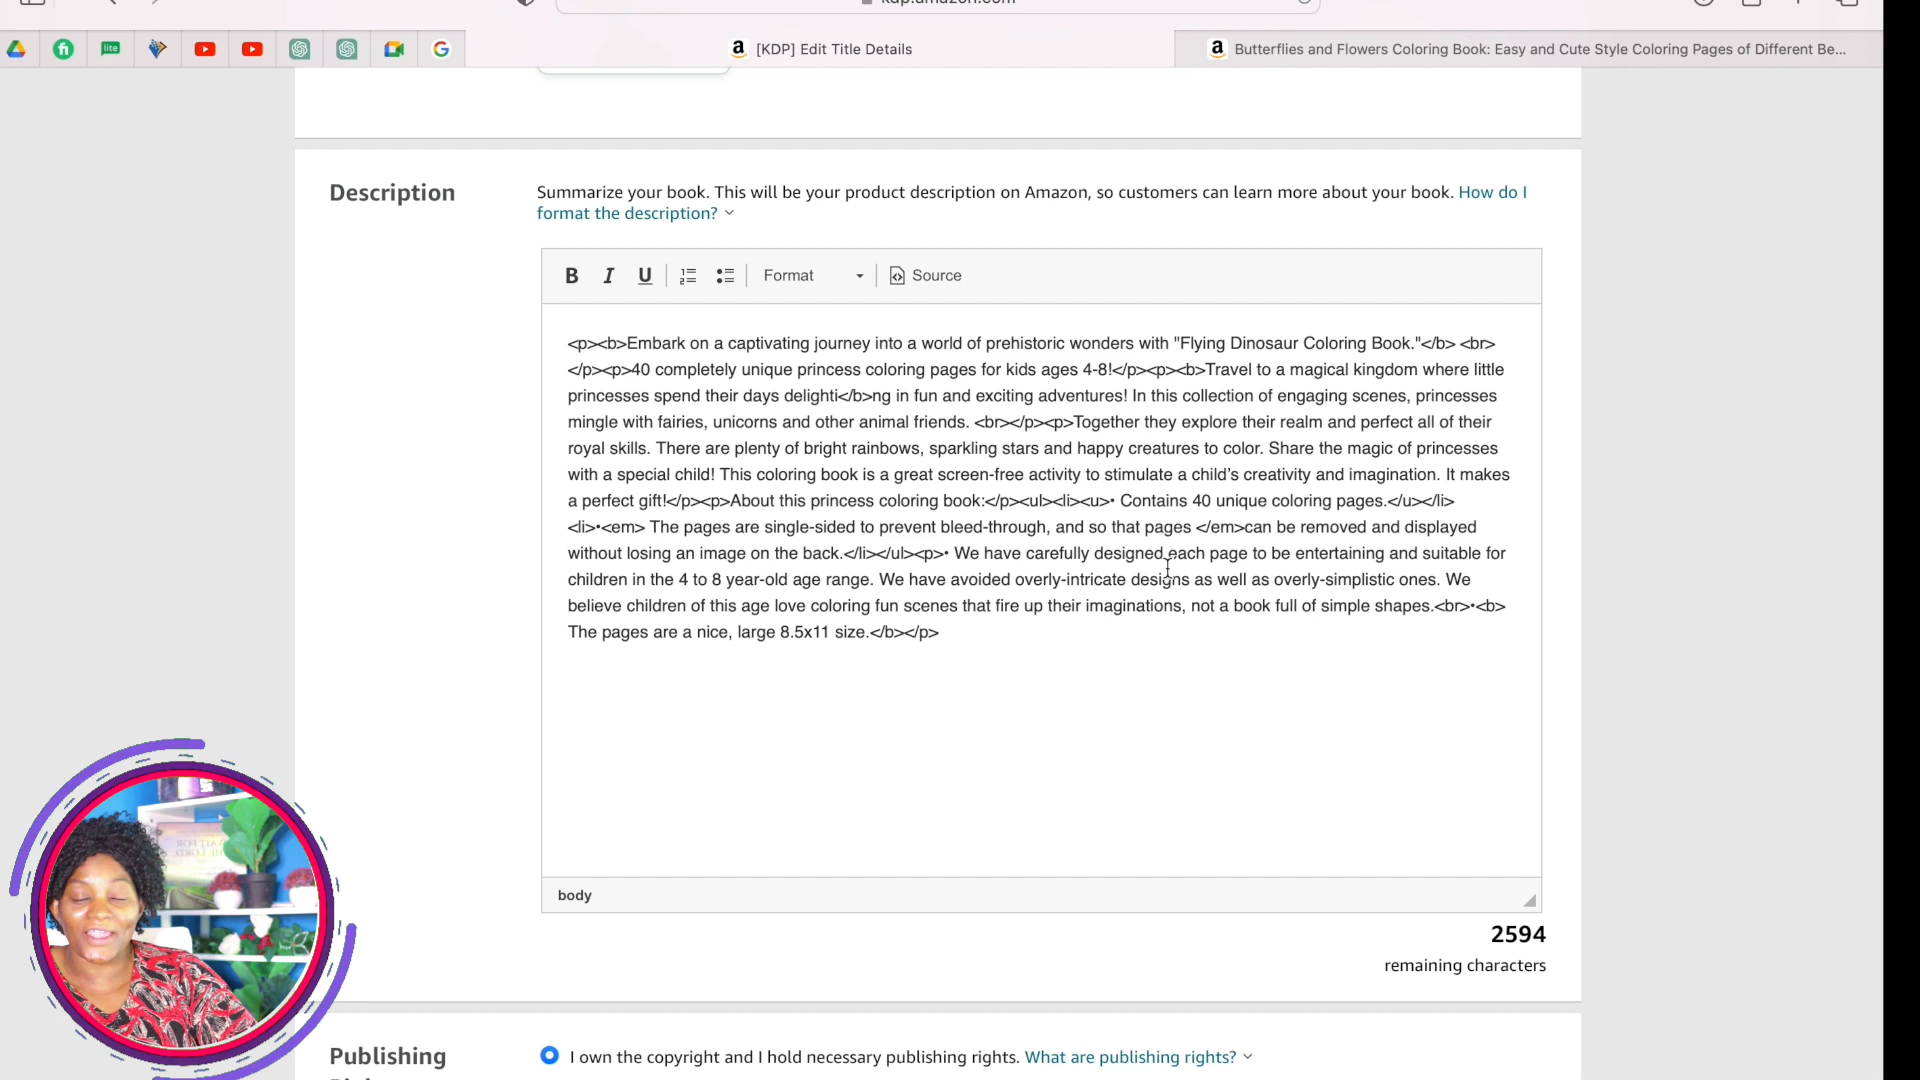 kdp.amazon.com
lite
[KDP] Edit Title Details
Butterflies and Flowers Coloring Book: Easy and Cute Style Coloring Pages of Different Be...
Description
Summarize your book. This will be your product description on Amazon, so customers can learn more about your book. How do I
format the description?
B I U Format Source
<p><b>Embark on a captivating journey into a world of prehistoric wonders with "Flying Dinosaur Coloring Book."</b> <br>
</p><p>40 completely unique princess coloring pages for kids ages 4-8!</p><p><b>Travel to a magical kingdom where little
princesses spend their days delighti</b>ng in fun and exciting adventures! In this collection of engaging scenes, princesses
mingle with fairies, unicorns and other animal friends. <br></p><p>Together they explore their realm and perfect all of their
royal skills. There are plenty of bright rainbows, sparkling stars and happy creatures to color. Share the magic of princesses
with a special child! This coloring book is a great screen-free activity to stimulate a child’s creativity and imagination. It makes
a perfect gift!</p><p>About this princess coloring book:</p><ul><li><u>• Contains 40 unique coloring pages.</u></li>
<li>•<em> The pages are single-sided to prevent bleed-through, and so that pages </em>can be removed and displayed
without losing an image on the back.</li></ul><p>• We have carefully designed each page to be entertaining and suitable for
children in the 4 to 8 year-old age range. We have avoided overly-intricate designs as well as overly-simplistic ones. We
believe children of this age love coloring fun scenes that fire up their imaginations, not a book full of simple shapes.<br>•<b>
The pages are a nice, large 8.5x11 size.</b></p>
body
2594
remaining characters
Publishing
I own the copyright and I hold necessary publishing rights. What are publishing rights?